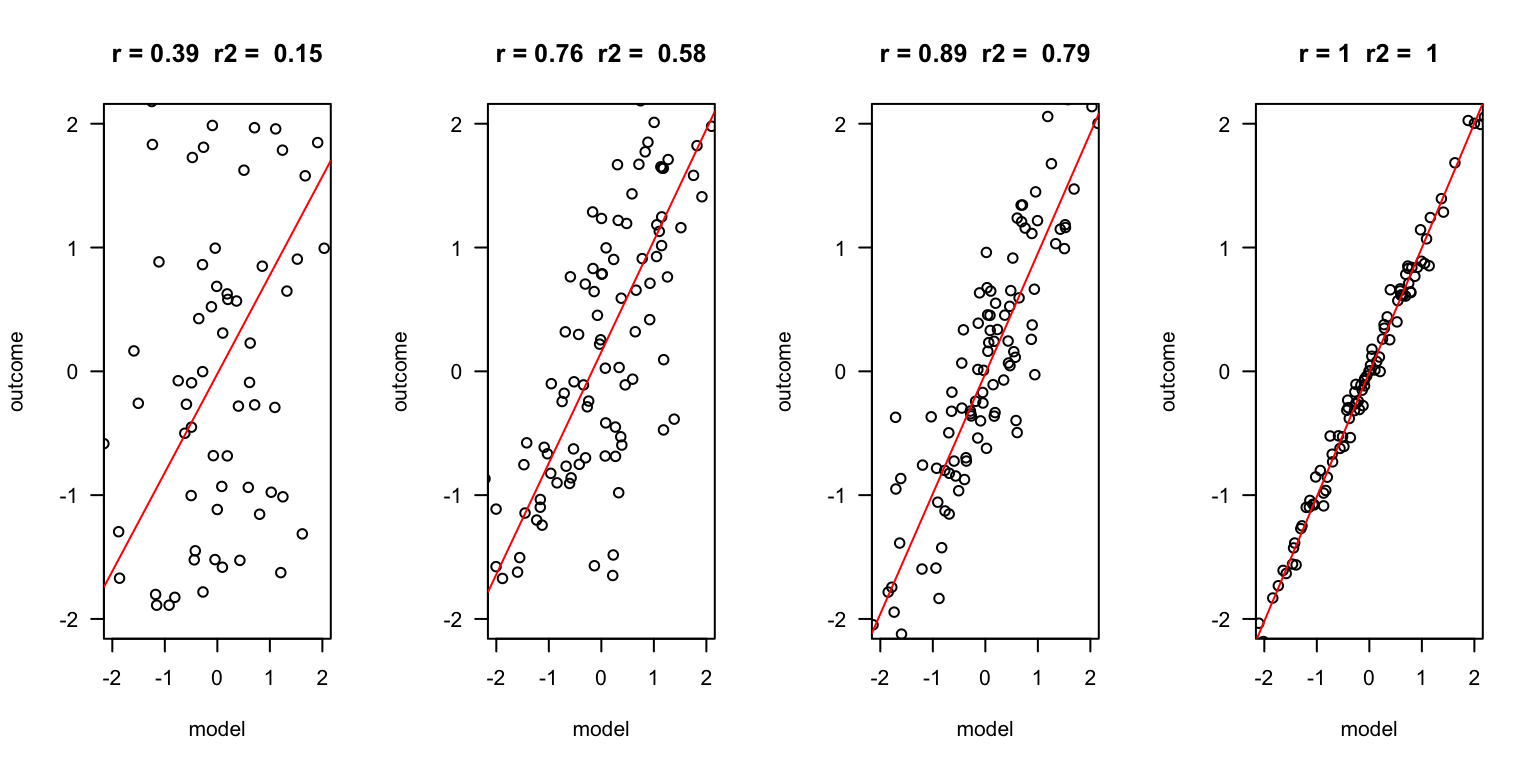 r = 0.39  r2 =  0.15
outcome
2
1
0
-1
-2
-2 -1 0 1 2
model
r = 0.76  r2 =  0.58
outcome
2
1
0
-1
-2
-2 -1 0 1 2
model
r = 0.89  r2 =  0.79
outcome
2
1
0
-1
-2
-2 -1 0 1 2
model
r = 1  r2 =  1
outcome
2
1
0
-1
-2
-2 -1 0 1 2
model